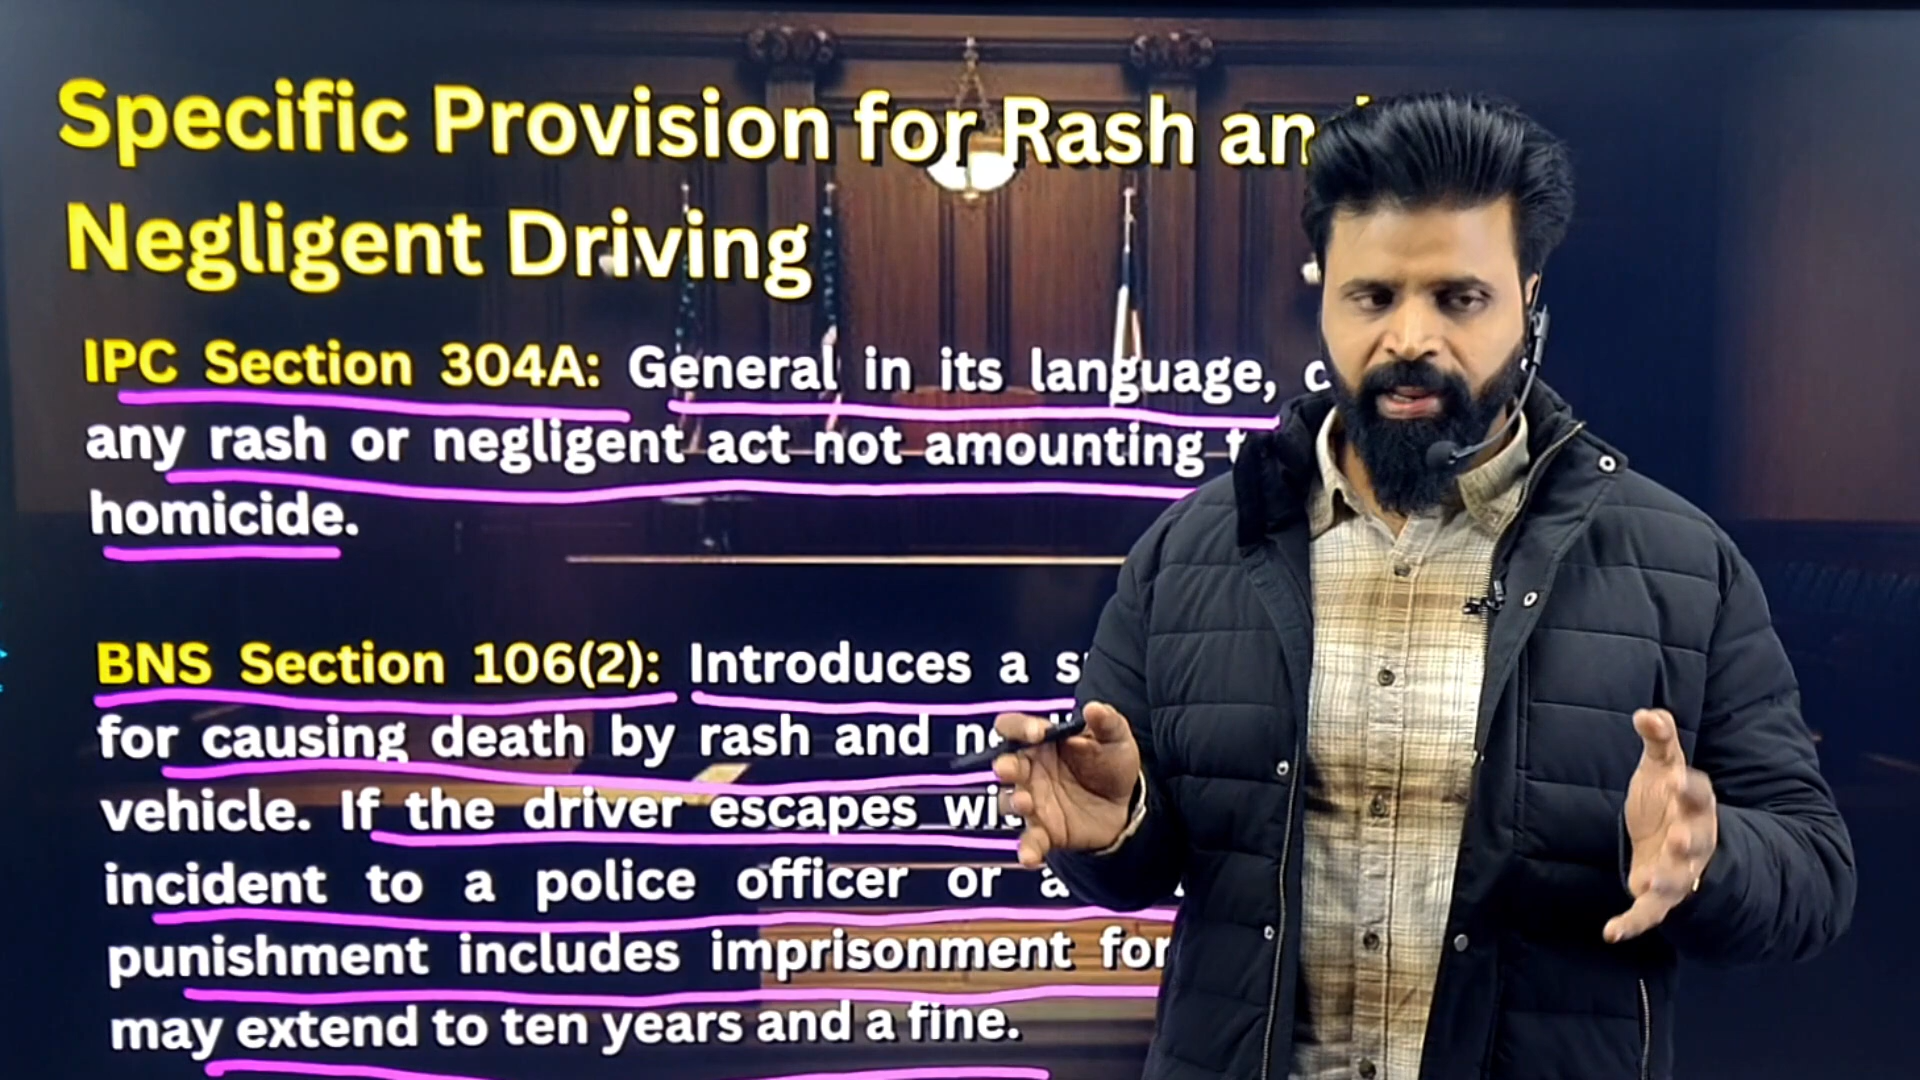 Specific Provision for Rash
Negligent Driving
IPC Section 304A: General in its language,
any rash or negligent act not amounting
homicide.
BNS Section 106(2): Introduces a
for causing death by rash and
vehicle. If the driver escapes
incident to a police officer or
punishment includes imprisonment for
may extend to ten years and a fine.